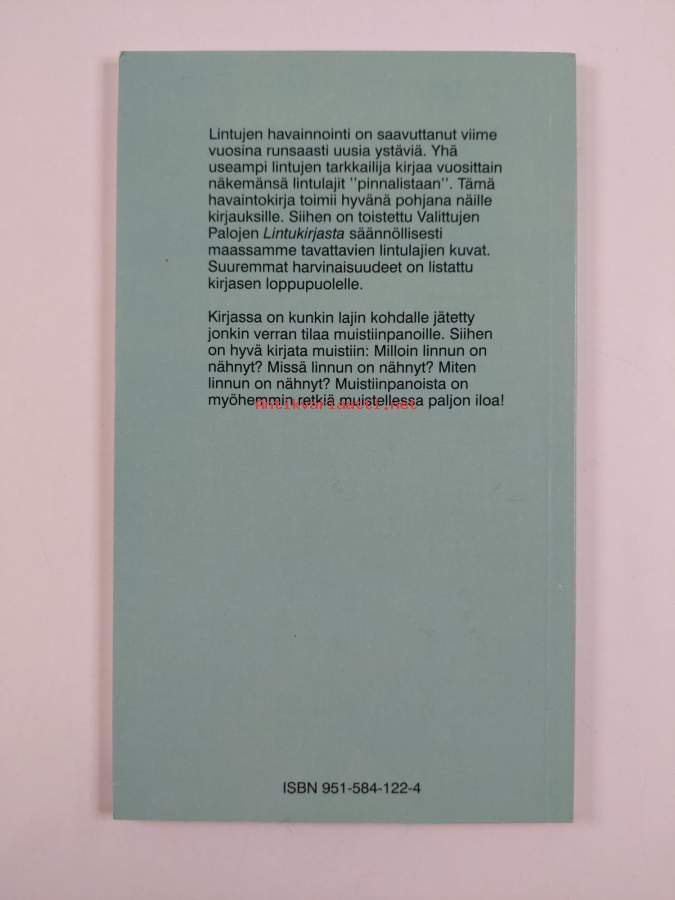 Lintujen havainnointi on saavuttanut viime
vuosina runsaasti uusia ystäviä. Yhä
useampi lintujen tarkkailija kirjaa vuosittain
näkemänsä lintulajit "pinnalistaan". Tämä
havaintokirja toimii hyvänä pohjana näille
kirjauksille. Siihen on toistettu Valittujen
Palojen Lintukirjasta säännöllisesti
maassamme tavattavien lintulajien kuvat.
Suuremmat harvinaisuudeet on listattu
kirjasen loppupuolelle.
Kirjassa on kunkin lajin kohdalle jätetty
jonkin verran tilaa muistiinpanoille. Siihen
on hyvä kirjata muistiin: Milloin linnun on
nähnyt? Missä linnun on nähnyt? Miten
linnun on nähnyt? Muistiinpanoista on
myöhemmin retkiä muistellessa paljon iloa!
Antikvariaatti.net
ISBN 951-584-122-4